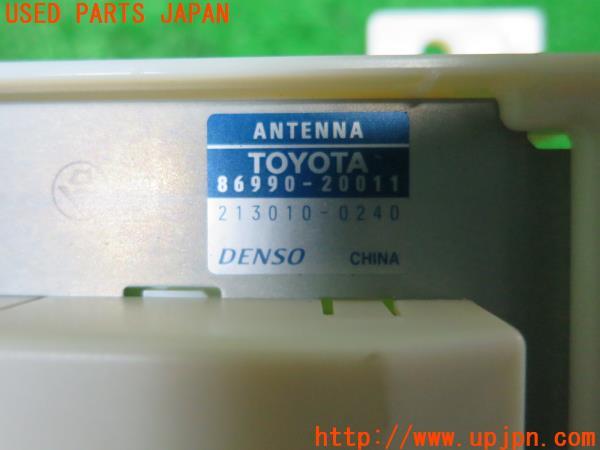 USED PARTS JAPAN
ANTENNA
TOYOTA
86990-20011
213010-0240
DENSO CHINA
http://www.upjpn.com